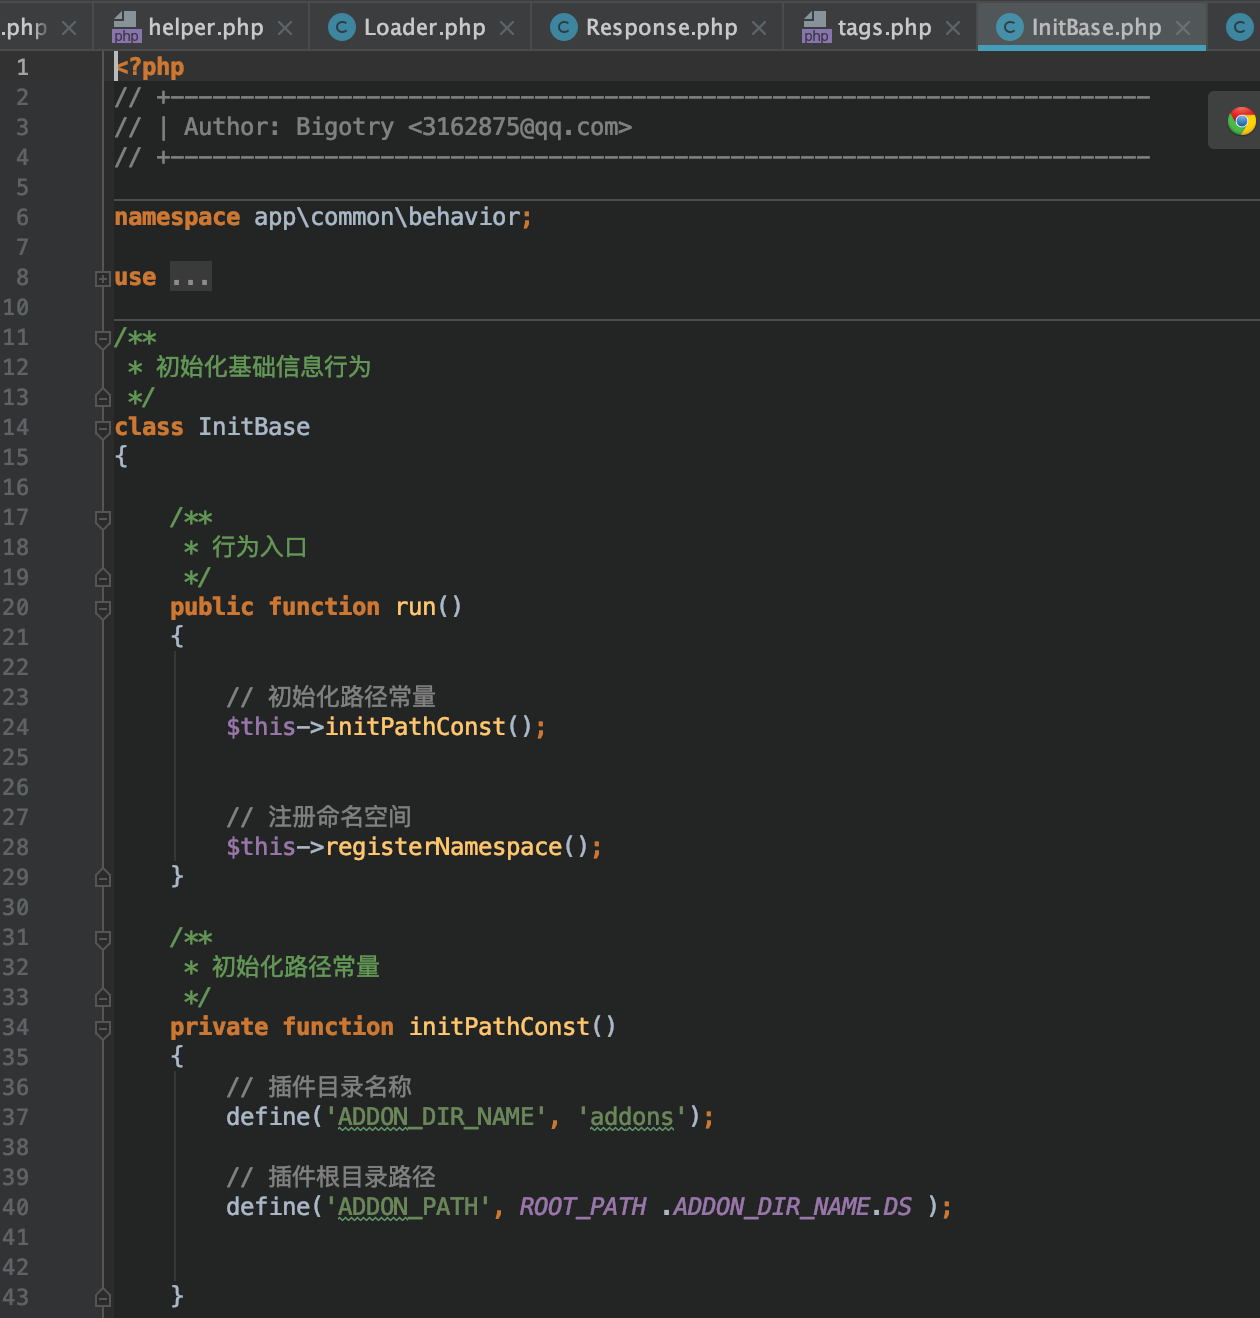 .php helper.php Loader.php Response.php tags.php InitBase.php
1 <?php
2 // +----------------------------------------------------------------------
3 // | Author: Bigotry <3162875@qq.com>
4 // +----------------------------------------------------------------------
5
6 namespace app\common\behavior;
7
8 use ...
10
11 /**
12 * 初始化基础信息行为
13 */
14 class InitBase
15 {
16
17 /**
18 * 行为入口
19 */
20 public function run()
21 {
22
23 // 初始化路径常量
24 $this->initPathConst();
25
26
27 // 注册命名空间
28 $this->registerNamespace();
29 }
30
31 /**
32 * 初始化路径常量
33 */
34 private function initPathConst()
35 {
36 // 插件目录名称
37 define('ADDON_DIR_NAME', 'addons');
38
39 // 插件根目录路径
40 define('ADDON_PATH', ROOT_PATH .ADDON_DIR_NAME.DS );
41
42
43 }